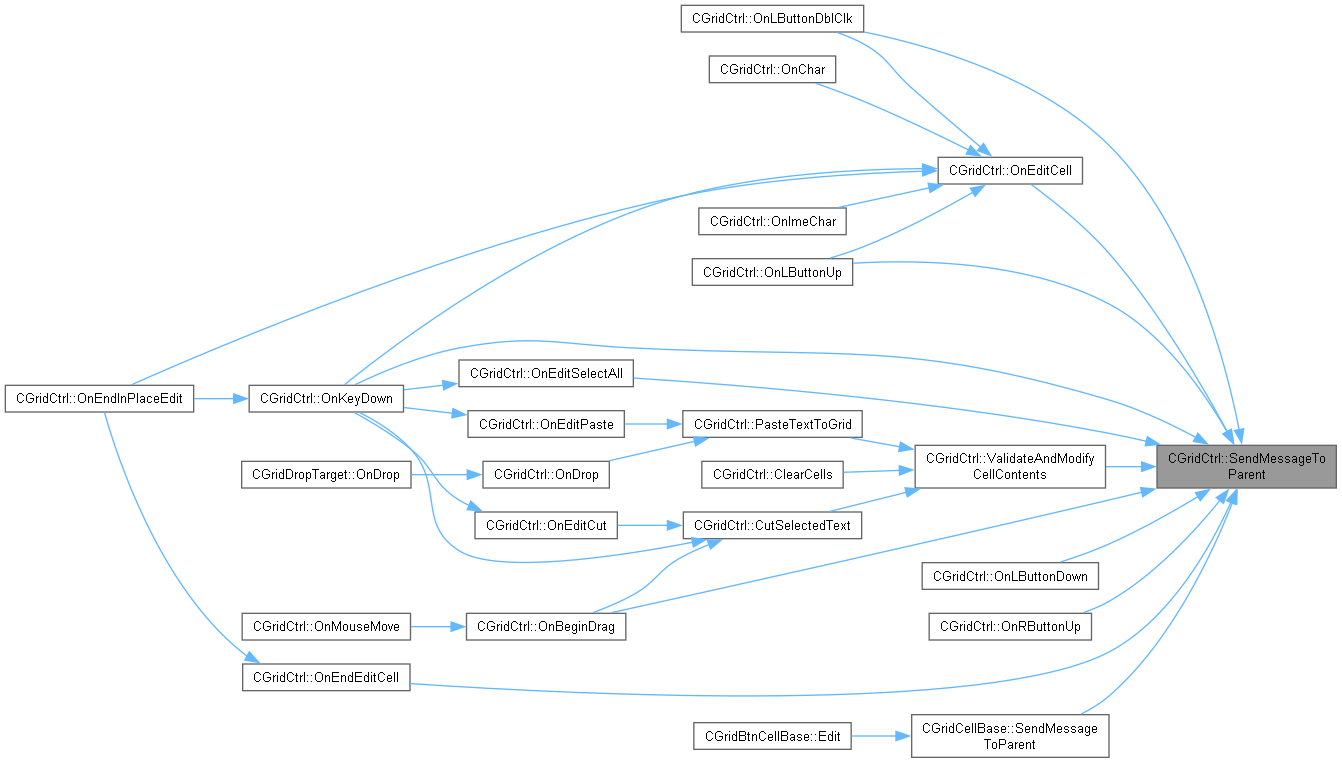 CGridCtrl::OnLButtonDblClk
CGridCtrl::OnChar
CGridCtrl::OnEditCell
CGridCtrl::OnImeChar
CGridCtrl::OnLButtonUp
CGridCtrl::OnEditSelectAll
CGridCtrl::OnEndInPlaceEdit
CGridCtrl::OnKeyDown
CGridCtrl::OnEditPaste
CGridCtrl::PasteTextToGrid
CGridCtrl::ValidateAndModify
CellContents
CGridCtrl::SendMessageTo
Parent
CGridDropTarget::OnDrop
CGridCtrl::OnDrop
CGridCtrl::ClearCells
CGridCtrl::OnEditCut
CGridCtrl::CutSelectedText
CGridCtrl::OnLButtonDown
CGridCtrl::OnMouseMove
CGridCtrl::OnBeginDrag
CGridCtrl::OnRButtonUp
CGridCtrl::OnEndEditCell
CGridBtnCellBase::Edit
CGridCellBase::SendMessage
ToParent